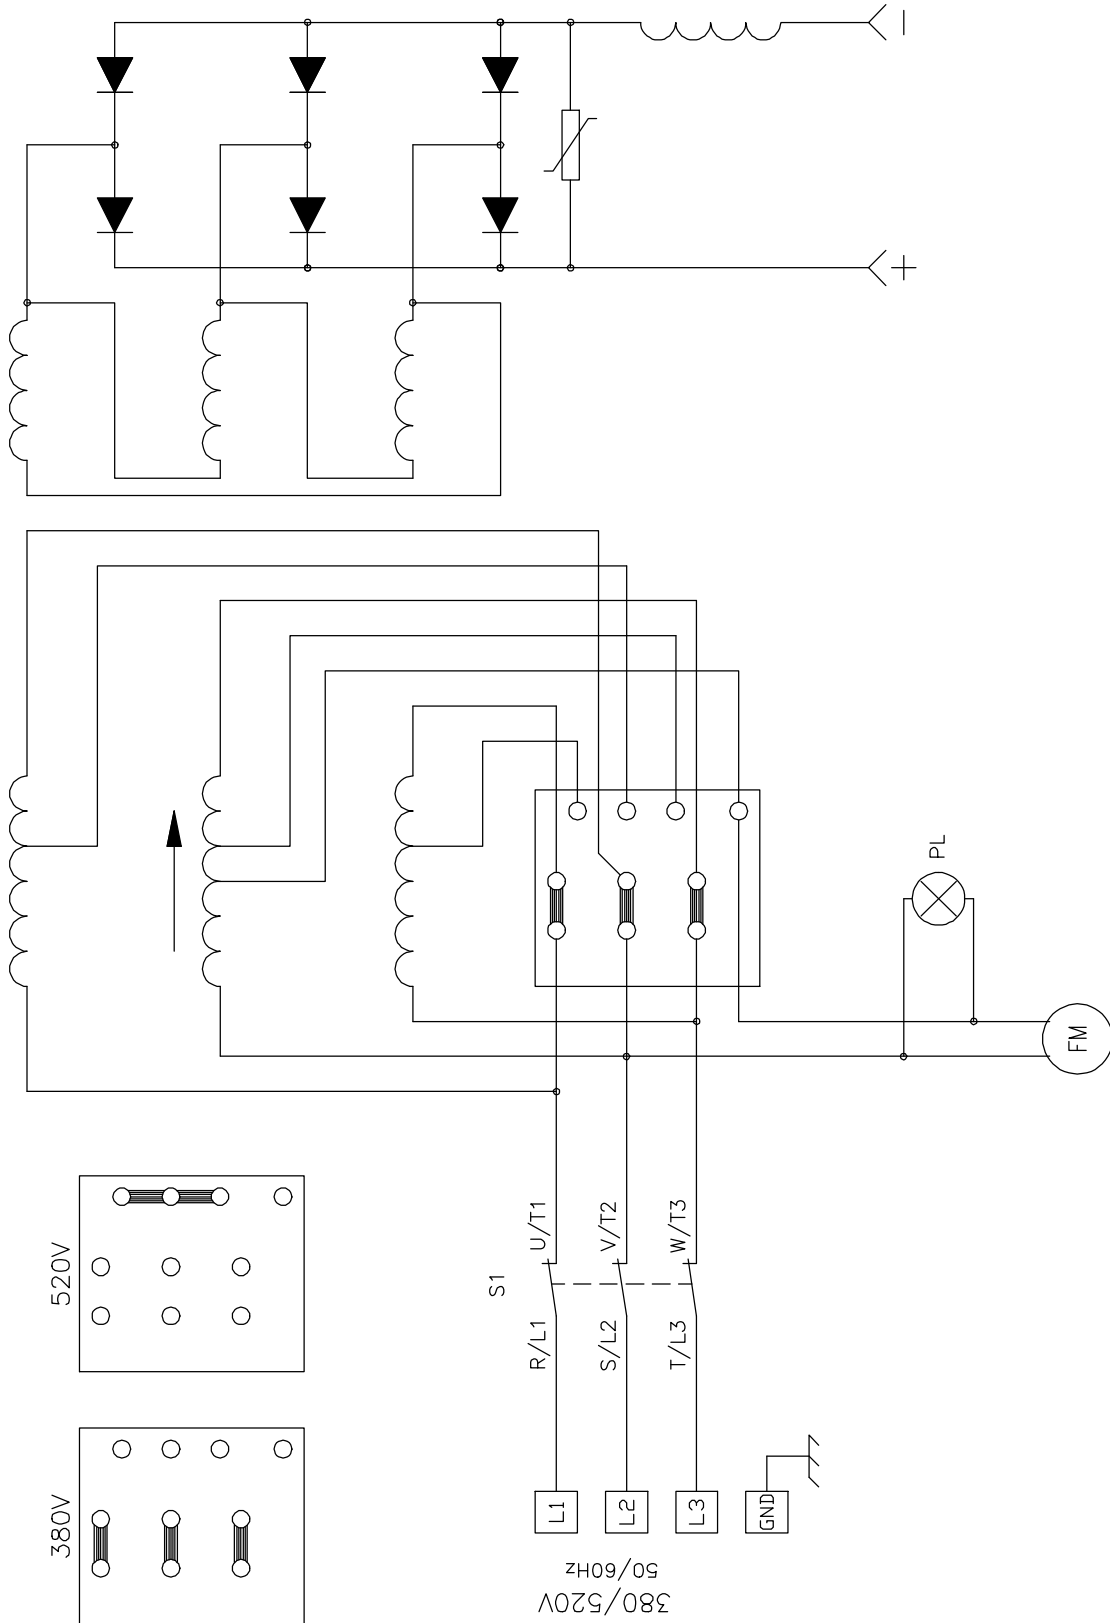 −
+
PL
FM
520V
380V
S1
U/T1
V/T2
W/T3
R/L1
S/L2
T/L3
L1
L2
L3
GND
380/520V
50/60Hz